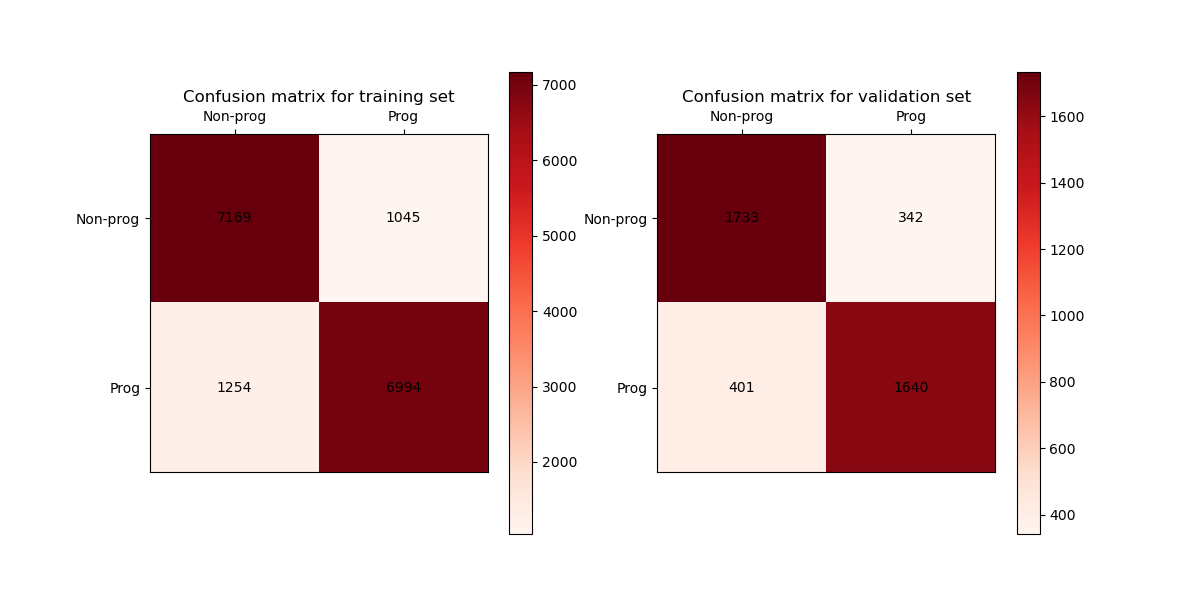 Confusion matrix for training set
Non-prog Prog
Non-prog 7169 1045
Prog 1254 6994
7000
6000
5000
4000
3000
2000
Confusion matrix for validation set
Non-prog Prog
Non-prog 1733 342
Prog 401 1640
1600
1400
1200
1000
800
600
400